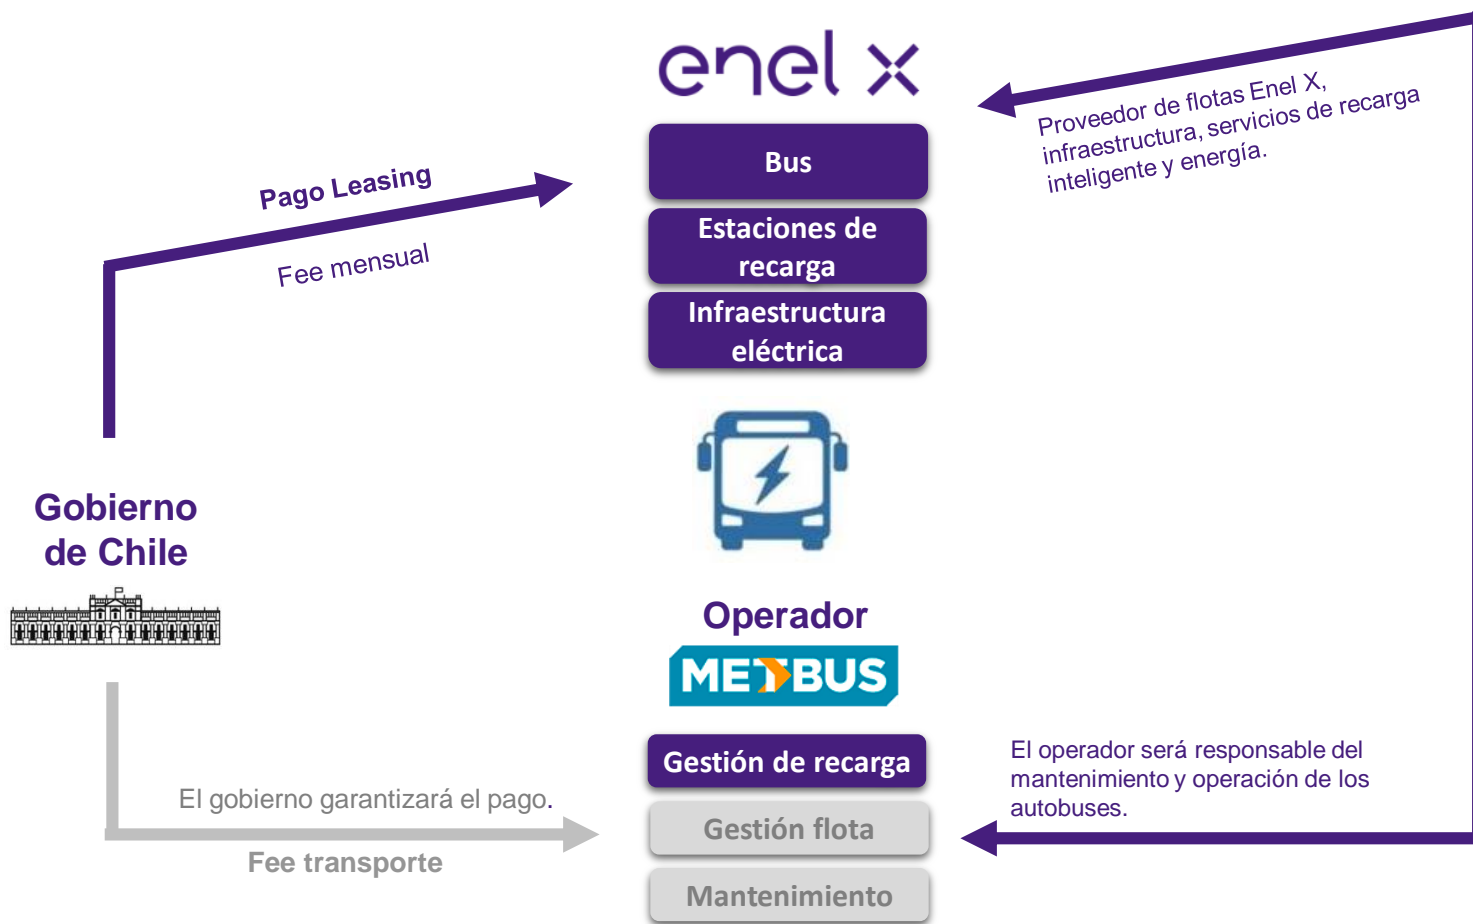 enel x
Proveedor de flotas Enel X,
infraestructura, servicios de recarga
inteligente y energía.
Bus
Estaciones de
recarga
Infraestructura
eléctrica
Pago Leasing
Fee mensual
Gobierno
de Chile
Operador
METBUS
Gestión de recarga
Gestión flota
Mantenimiento
El gobierno garantizará el pago.
Fee transporte
El operador será responsable del
mantenimiento y operación de los
autobuses.